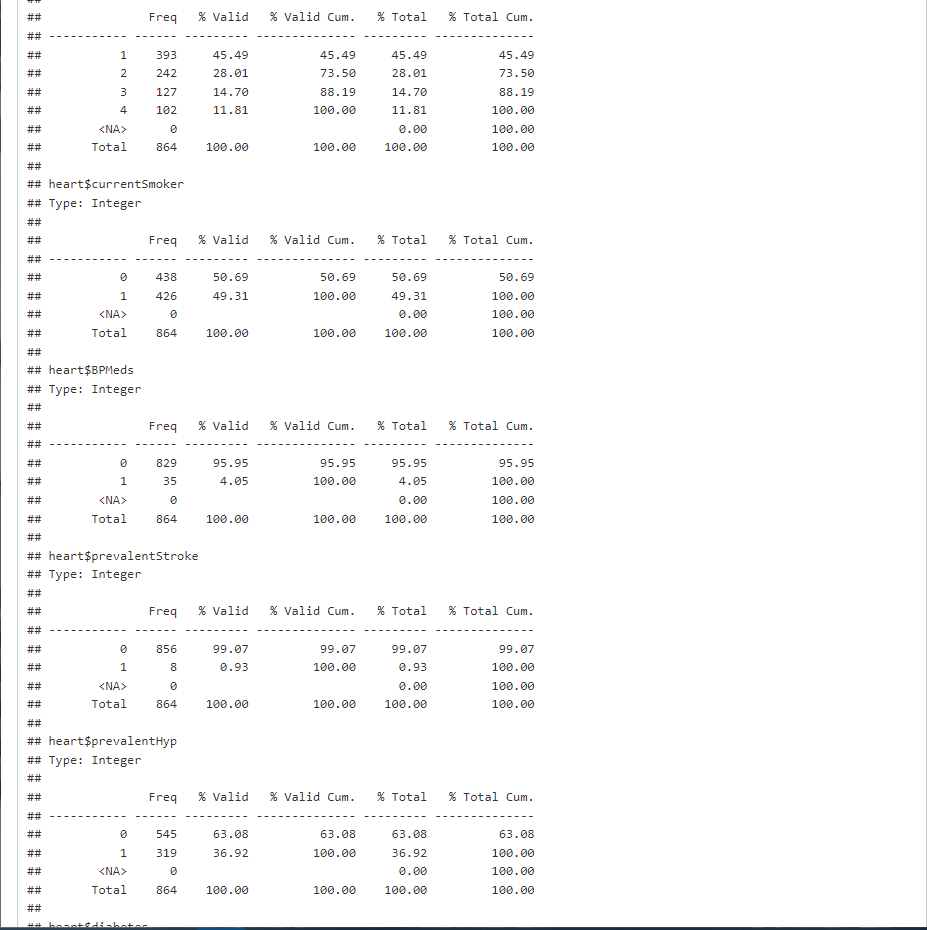 ##
##               Freq   % Valid   % Valid Cum.   % Total   % Total Cum.
## ----------- ------ --------- -------------- --------- --------------
##           1    393     45.49          45.49     45.49          45.49
##           2    242     28.01          73.50     28.01          73.50
##           3    127     14.70          88.19     14.70          88.19
##           4    102     11.81         100.00     11.81         100.00
##        <NA>      0                               0.00         100.00
##       Total    864    100.00         100.00    100.00         100.00
##
## heart$currentSmoker
## Type: Integer
##
##               Freq   % Valid   % Valid Cum.   % Total   % Total Cum.
## ----------- ------ --------- -------------- --------- --------------
##           0    438     50.69          50.69     50.69          50.69
##           1    426     49.31         100.00     49.31         100.00
##        <NA>      0                               0.00         100.00
##       Total    864    100.00         100.00    100.00         100.00
##
## heart$BPMeds
## Type: Integer
##
##               Freq   % Valid   % Valid Cum.   % Total   % Total Cum.
## ----------- ------ --------- -------------- --------- --------------
##           0    829     95.95          95.95     95.95          95.95
##           1     35      4.05         100.00      4.05         100.00
##        <NA>      0                               0.00         100.00
##       Total    864    100.00         100.00    100.00         100.00
##
## heart$prevalentStroke
## Type: Integer
##
##               Freq   % Valid   % Valid Cum.   % Total   % Total Cum.
## ----------- ------ --------- -------------- --------- --------------
##           0    856     99.07          99.07     99.07          99.07
##           1      8      0.93         100.00      0.93         100.00
##        <NA>      0                               0.00         100.00
##       Total    864    100.00         100.00    100.00         100.00
##
## heart$prevalentHyp
## Type: Integer
##
##               Freq   % Valid   % Valid Cum.   % Total   % Total Cum.
## ----------- ------ --------- -------------- --------- --------------
##           0    545     63.08          63.08     63.08          63.08
##           1    319     36.92         100.00     36.92         100.00
##        <NA>      0                               0.00         100.00
##       Total    864    100.00         100.00    100.00         100.00
##
## heart$diabetes